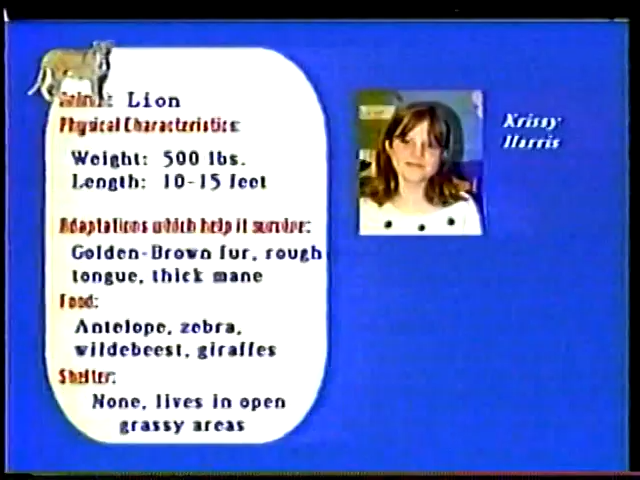 Animal: Lion
Physical Characteristics:
Weight: 500 lbs.
Length: 10-15 feet
Adaptations which help it survive:
Golden-Brown fur, rough
tongue, thick mane
Food:
Antelope, zebra,
wildebeest, giraffes
Shelter:
None, lives in open
grassy areas
Krissy
Harris